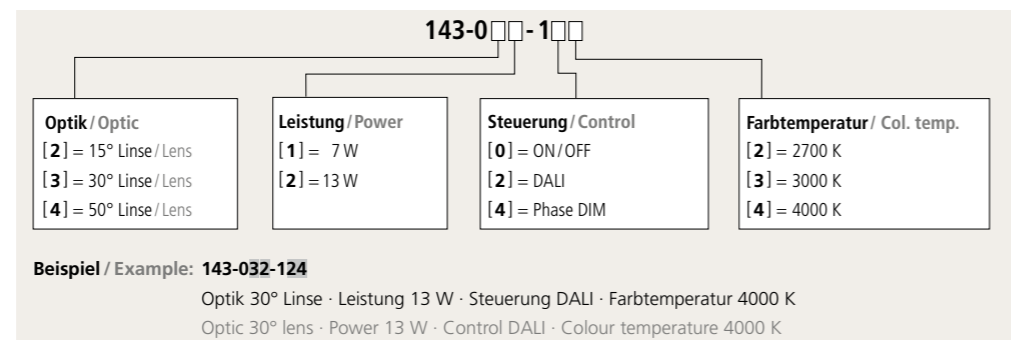 143-0□□-1□□
Optik / Optic
[2] = 15° Linse / Lens
[3] = 30° Linse / Lens
[4] = 50° Linse / Lens
Leistung / Power
[1] = 7 W
[2] = 13 W
Steuerung / Control
[0] = ON/OFF
[2] = DALI
[4] = Phase DIM
Farbtemperatur / Col. temp.
[2] = 2700 K
[3] = 3000 K
[4] = 4000 K
Beispiel / Example: 143-032-124
Optik 30° Linse · Leistung 13 W · Steuerung DALI · Farbtemperatur 4000 K
Optic 30° lens · Power 13 W · Control DALI · Colour temperature 4000 K